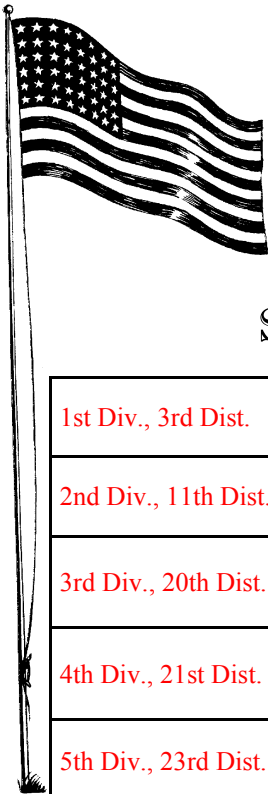 S
1st Div., 3rd Dist.
2nd Div., 11th Dist.
3rd Div., 20th Dist.
4th Div., 21st Dist.
5th Div., 23rd Dist.